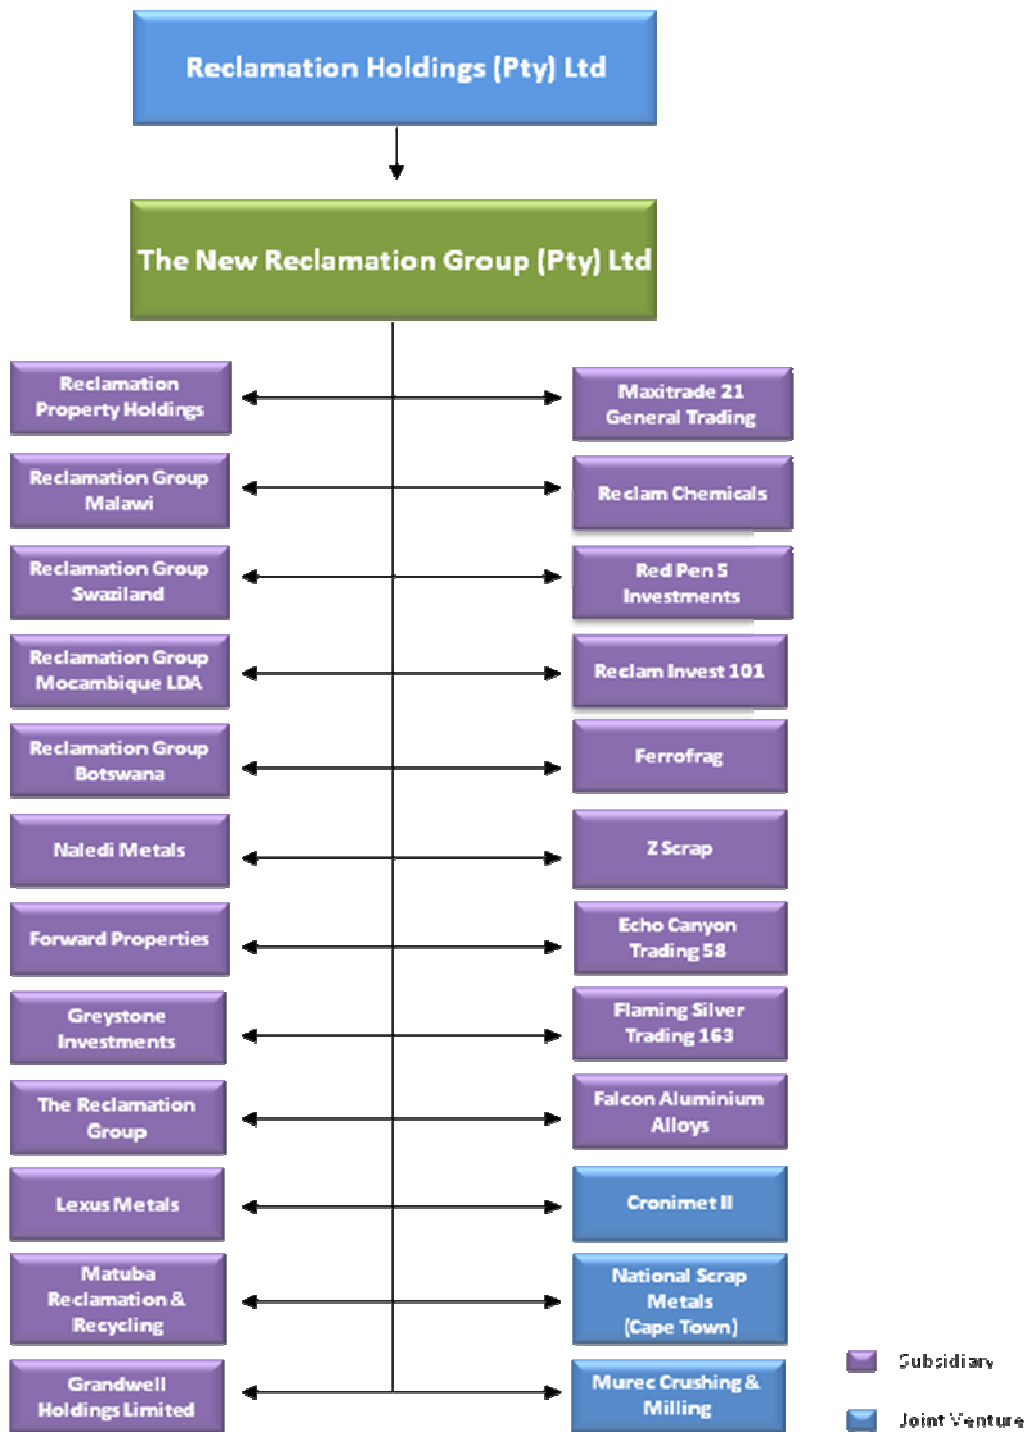 Reclamation Holdings (Pty) Ltd
The New Reclamation Group (Pty) Ltd
Reclamation
Property Holdings
Maxitrade 21
General Trading
Reclamation Group
Malawi
Reclam Chemicals
Reclamation Group
Swaziland
Red Pen 5
Investments
Reclamation Group
Mocambique LDA
Reclam Invest 101
Reclamation Group
Botswana
Ferrofrag
Naledi Metals
Z Scrap
Forward Properties
Echo Canyon
Trading 58
Greystone
Investments
Flaming Silver
Trading 163
The Reclamation
Group
Falcon Aluminium
Alloys
Lexus Metals
Cronimet II
Matuba
Reclamation &
Recycling
National Scrap
Metals
(Cape Town)
Grandwell
Holdings Limited
Murec Crushing &
Milling
Subsidiary
Joint Venture